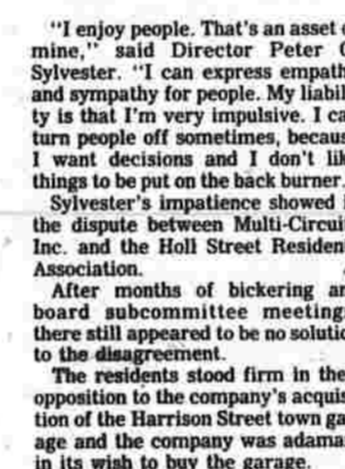 "I enjoy people. That's an asset
mine," said Director Peter
Sylvester. "I can express empath
and sympathy for people. My liabil
ty is that I'm very impulsive. I ca
turn people off sometimes, becaus
I want decisions and I don't lik
things to be put on the back burner.
Sylvester's impatience showed i
the dispute between Multi-Circui
Inc. and the Holl Street Residen
Association.
After months of bickering an
board subcommittee meeting
there still appeared to be no solutio
to the disagreement.
The residents stood firm in the
opposition to the company's acquis
tion of the Harrison Street town ga
age and the company was adama
in its wish to buy the garage.